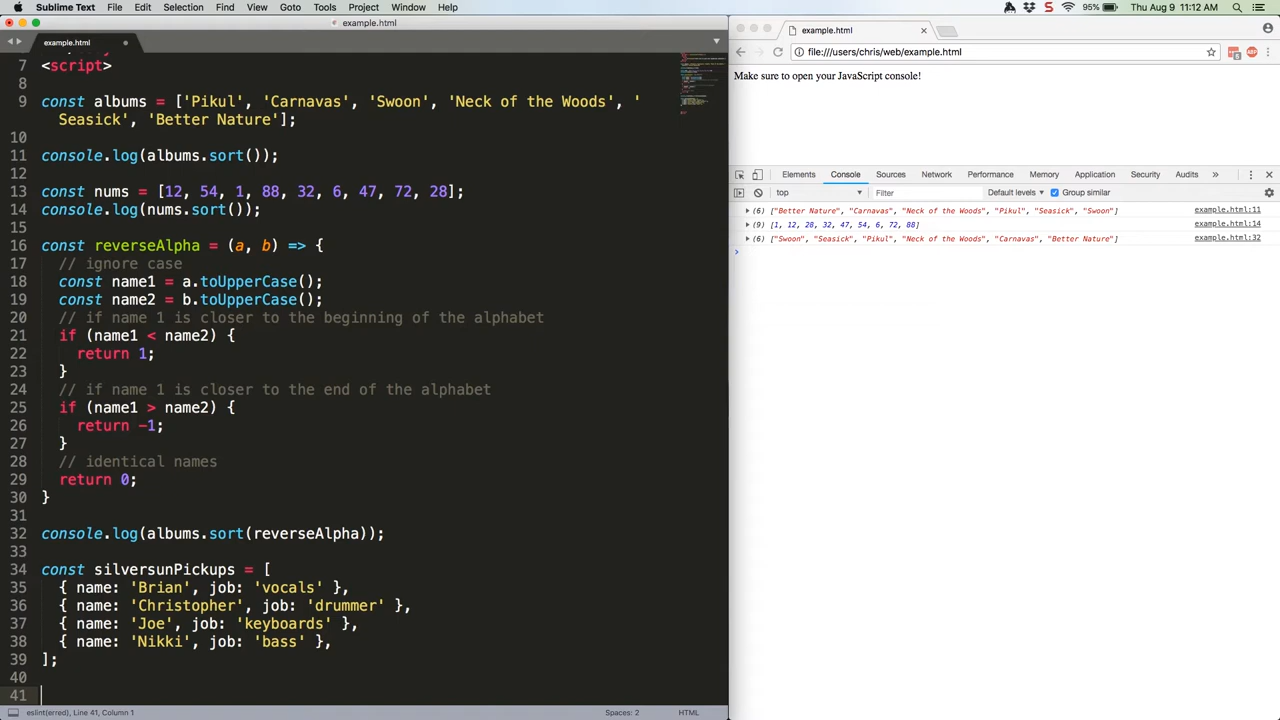 Sublime Text File Edit Selection Find View Goto Tools Project Window Help 95% Thu Aug 9 11:12 AM
example.html
example.html
7 <script>
9 const albums = ['Pikul', 'Carnavas', 'Swoon', 'Neck of the Woods', '
Seasick', 'Better Nature'];
10
11 console.log(albums.sort());
12
13 const nums = [12, 54, 1, 88, 32, 6, 47, 72, 28];
14 console.log(nums.sort());
15
16 const reverseAlpha = (a, b) => {
17 // ignore case
18 const name1 = a.toUpperCase();
19 const name2 = b.toUpperCase();
20 // if name 1 is closer to the beginning of the alphabet
21 if (name1 < name2) {
22 return 1;
23 }
24 // if name 1 is closer to the end of the alphabet
25 if (name1 > name2) {
26 return -1;
27 }
28 // identical names
29 return 0;
30 }
31
32 console.log(albums.sort(reverseAlpha));
33
34 const silversunPickups = [
35 { name: 'Brian', job: 'vocals' },
36 { name: 'Christopher', job: 'drummer' },
37 { name: 'Joe', job: 'keyboards' },
38 { name: 'Nikki', job: 'bass' },
39 ];
40
41
eslint(erred), Line 41, Column 1 Spaces: 2 HTML
example.html
file:///users/chris/web/example.html
Make sure to open your JavaScript console!
Elements Console Sources Network Performance Memory Application Security Audits »
top Filter Default levels Group similar
(6) ["Better Nature", "Carnavas", "Neck of the Woods", "Pikul", "Seasick", "Swoon"] example.html:11
(9) [1, 12, 28, 32, 47, 54, 6, 72, 88] example.html:14
(6) ["Swoon", "Seasick", "Pikul", "Neck of the Woods", "Carnavas", "Better Nature"] example.html:32